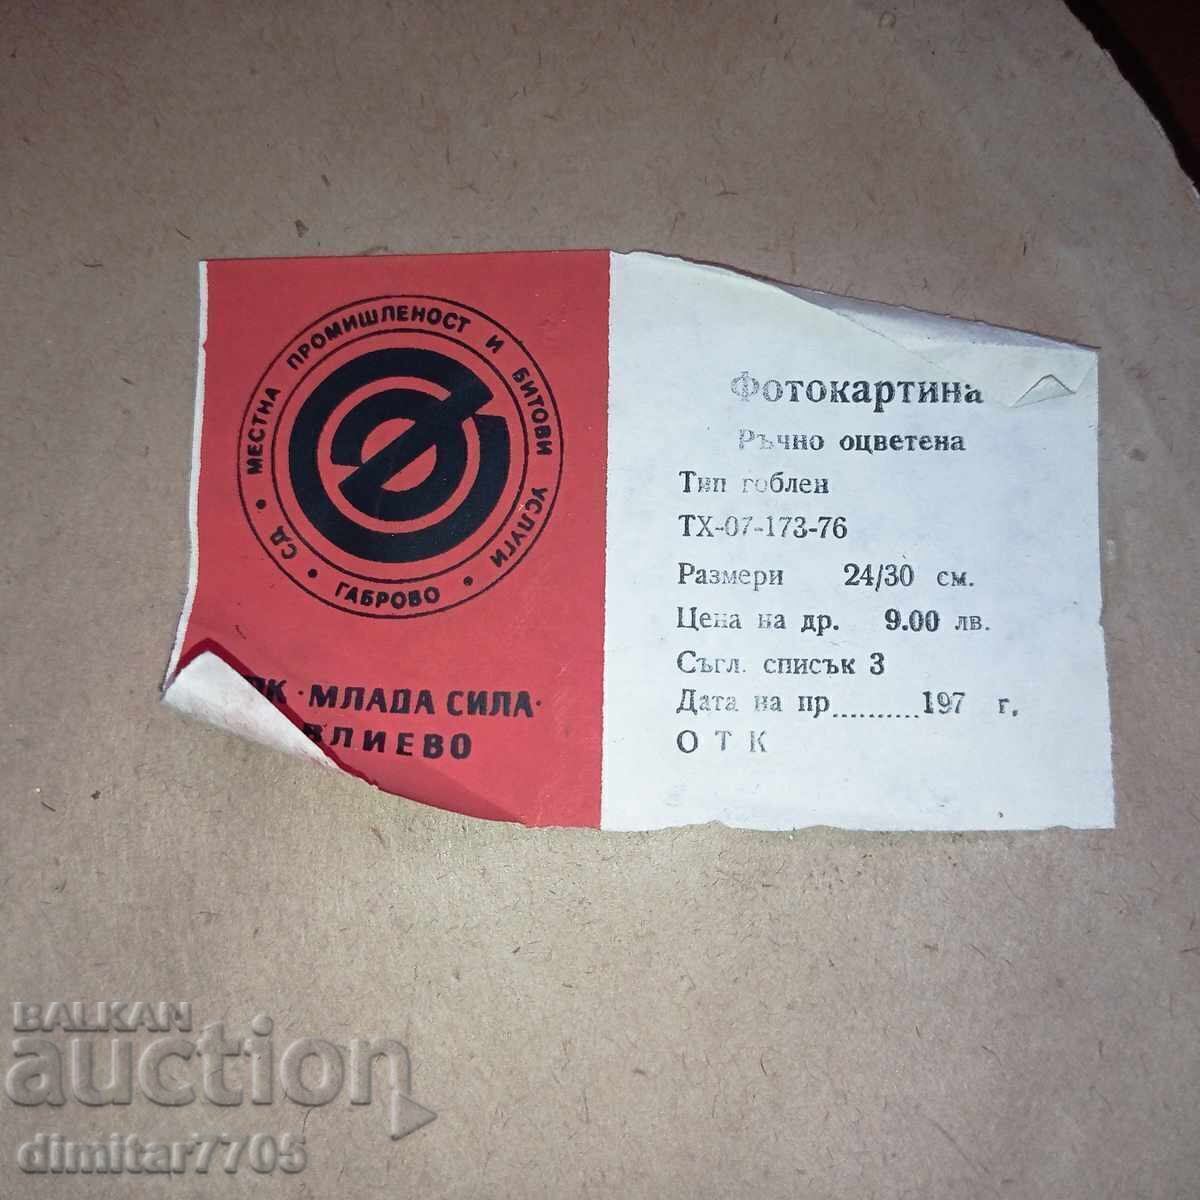 СД • МЕСТНА ПРОМИШЛЕНОСТ И БИТОВИ УСЛУГИ • ГАБРОВО •
ПК • МЛАДА СИЛА •
ВЛИЕВО
Фотокартина
Ръчно оцветена
Тип гоблен
ТХ-07-173-76
Размери 24/30 см.
Цена на др. 9.00 лв.
Съгл. списък 3
Дата на пр..........197 г.
О Т К
BALKAN
auction
dimitar7705